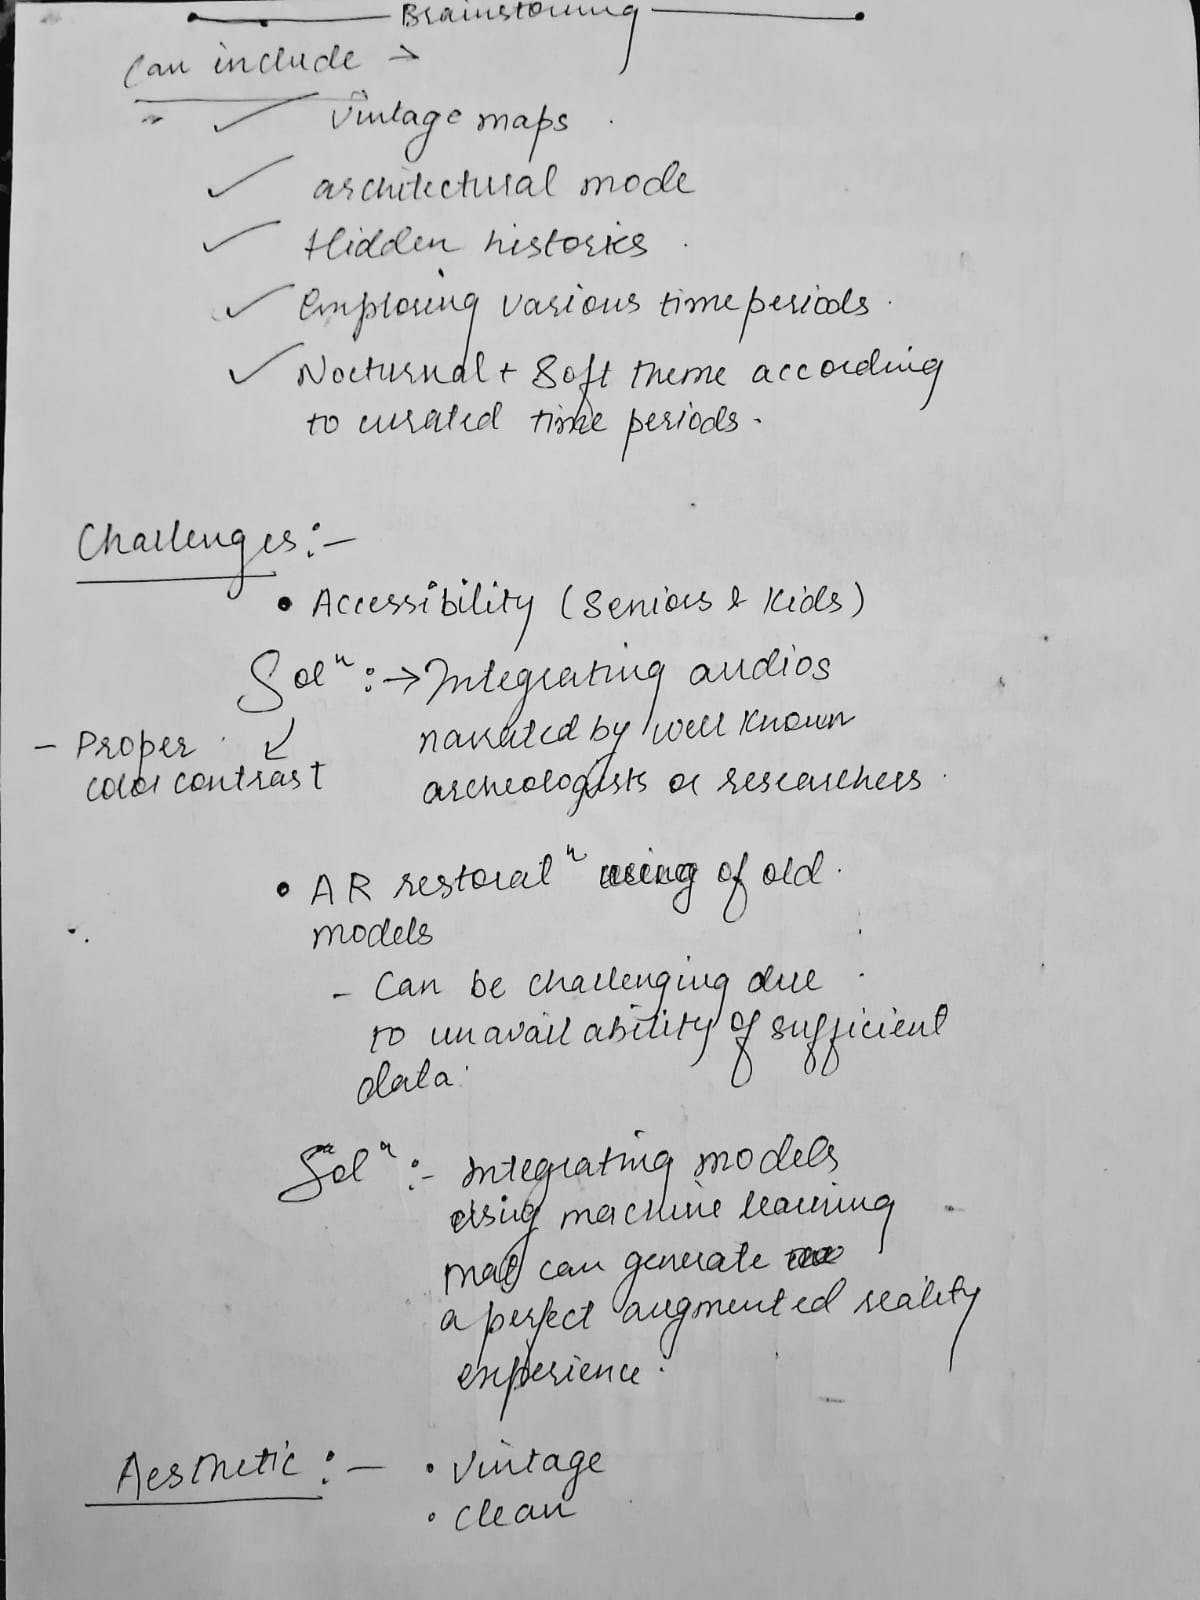 Brainstorming
Can include →
✓ Vintage maps
✓ architectural mode
✓ Hidden histories
✓ Exploring various time periods.
✓ Nocturnal + Soft theme according
to curated time periods.
Challenges:-
• Accessibility (Seniors & Kids)
Solⁿ :→ Integrating audios
narrated by well known
archeologists or researchers.
- Proper
color contrast
• AR restoratⁿ of old
models
- Can be challenging due
to unavailability of sufficient
data.
Solⁿ :- Integrating models
using machine learning
that can generate
a perfect augmented reality
experience.
Aesthetic :- • Vintage
• Clean